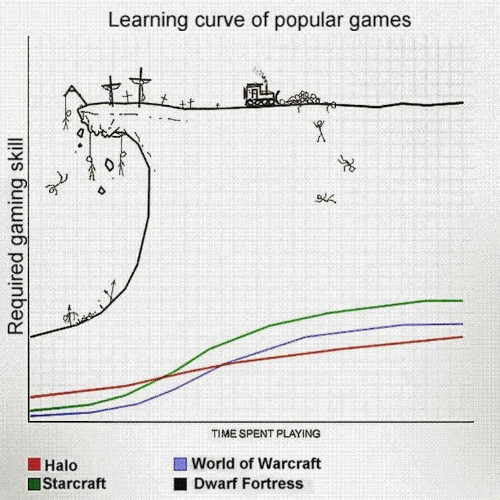 Learning curve of popular games
Required gaming skill
TIME SPENT PLAYING
Halo
World of Warcraft
Starcraft
Dwarf Fortress